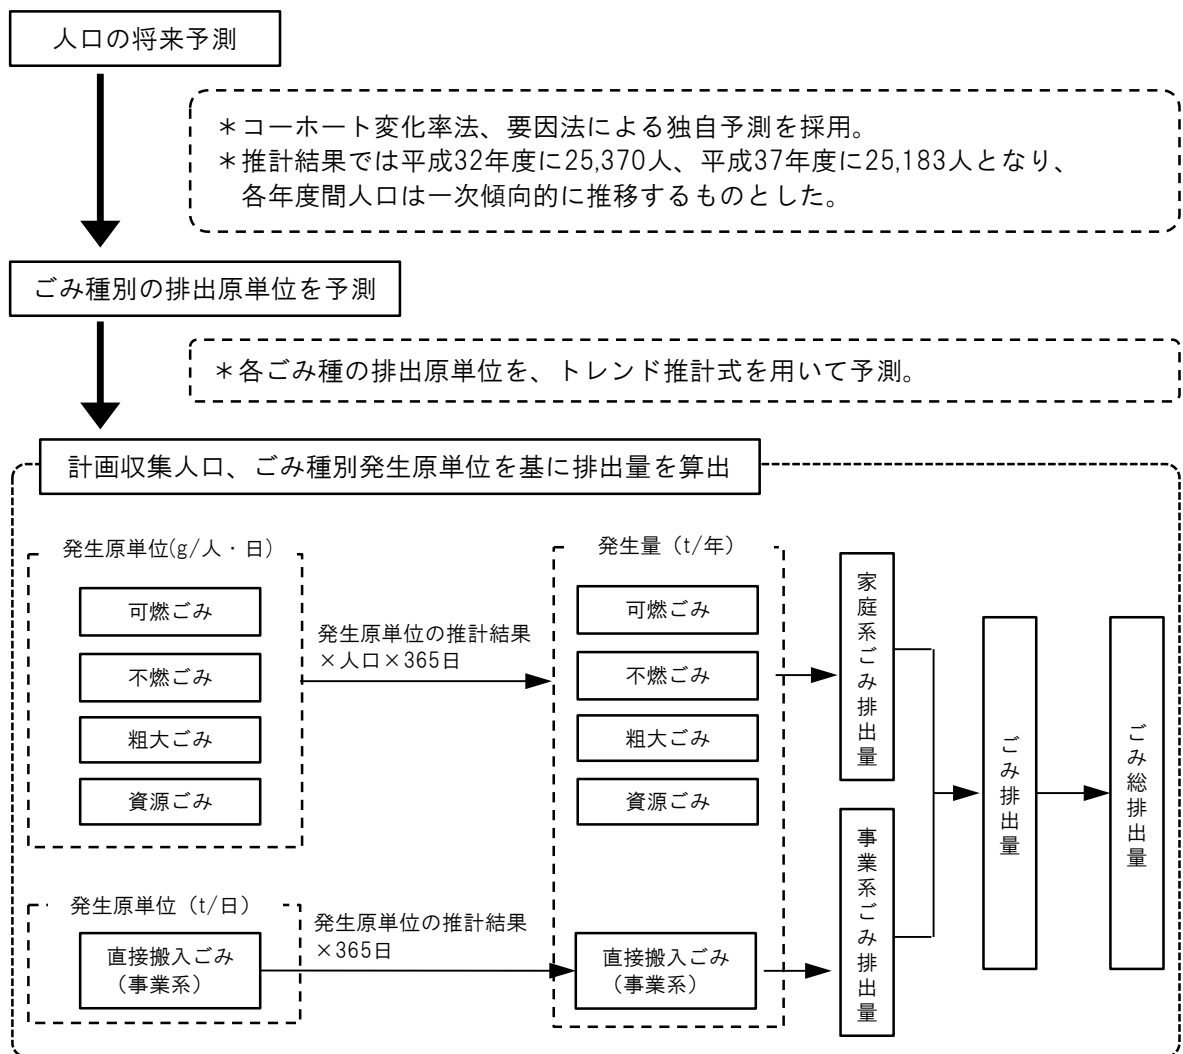 人口の将来予測
＊コーホート変化率法、要因法による独自予測を採用。
＊推計結果では平成32年度に25,370人、平成37年度に25,183人となり、
各年度間人口は一次傾向的に推移するものとした。
ごみ種別の排出原単位を予測
＊各ごみ種の排出原単位を、トレンド推計式を用いて予測。
計画収集人口、ごみ種別発生原単位を基に排出量を算出
発生原単位(g/人・日)
可燃ごみ
不燃ごみ
粗大ごみ
資源ごみ
発生原単位の推計結果
×人口×365日
発生量（t/年）
可燃ごみ
不燃ごみ
粗大ごみ
資源ごみ
家庭系ごみ排出量
発生原単位（t/日）
直接搬入ごみ
（事業系）
発生原単位の推計結果
×365日
直接搬入ごみ
（事業系）
事業系ごみ排出量
ごみ排出量
ごみ総排出量